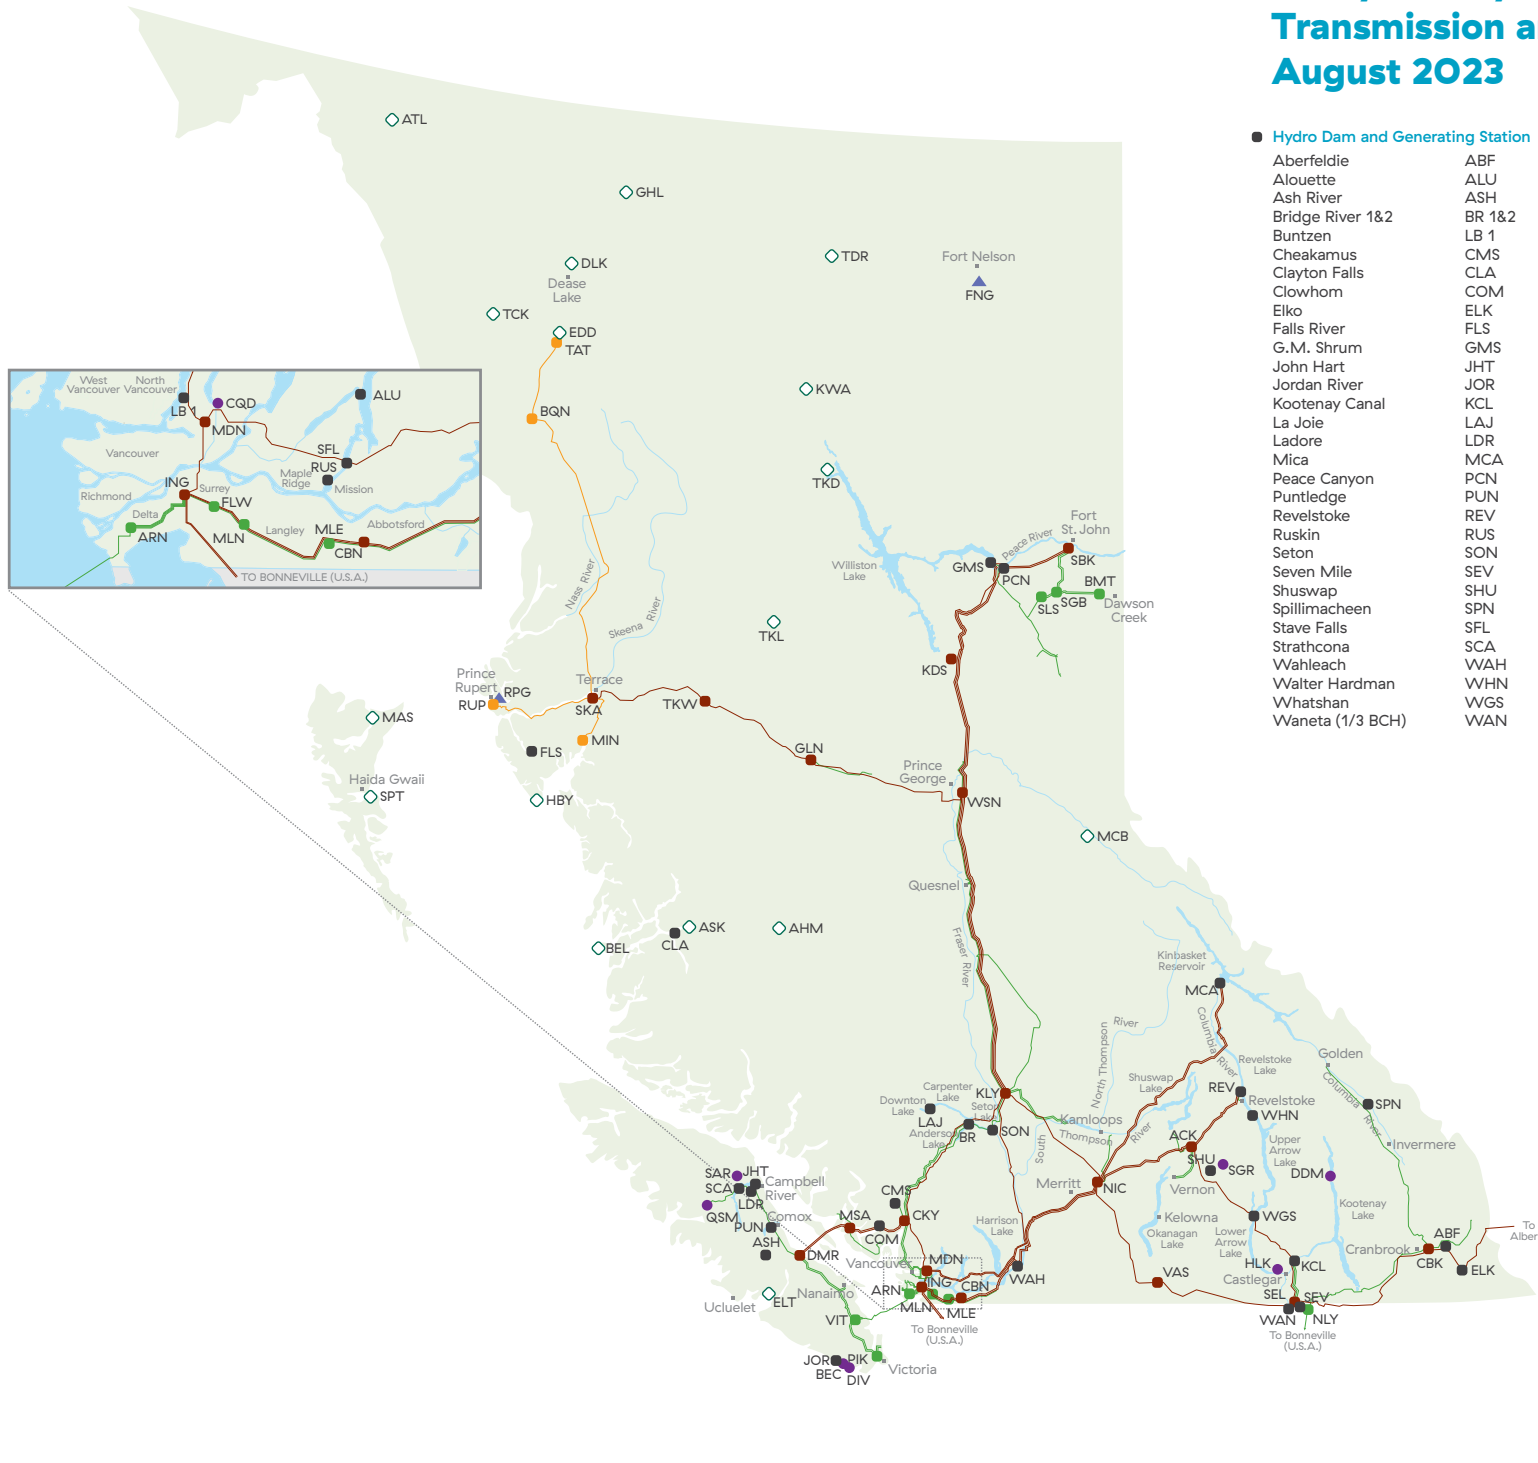 Transmission a
August 2023
Hydro Dam and Generating Station
Aberfeldie ABF
Alouette ALU
Ash River ASH
Bridge River 1&2 BR 1&2
Buntzen LB 1
Cheakamus CMS
Clayton Falls CLA
Clowhom COM
Elko ELK
Falls River FLS
G.M. Shrum GMS
John Hart JHT
Jordan River JOR
Kootenay Canal KCL
La Joie LAJ
Ladore LDR
Mica MCA
Peace Canyon PCN
Puntledge PUN
Revelstoke REV
Ruskin RUS
Seton SON
Seven Mile SEV
Shuswap SHU
Spillimacheen SPN
Stave Falls SFL
Strathcona SCA
Wahleach WAH
Walter Hardman WHN
Whatshan WGS
Waneta (1/3 BCH) WAN
ATL
GHL
DLK
Dease
Lake
TDR
Fort Nelson
FNG
TCK
EDD
TAT
KWA
BQN
TKD
West
Vancouver
North
Vancouver
LB 1
CQD
MDN
ALU
Vancouver
SFL
RUS
Maple
Ridge
Mission
ING
Surrey
Richmond
FLW
Delta
ARN
MLN
Langley
MLE
CBN
Abbotsford
TO BONNEVILLE (U.S.A.)
Nass River
Skeena River
Williston
Lake
Peace River
Fort
St. John
GMS
PCN
SBK
BMT
SLS
SGB
Dawson
Creek
TKL
KDS
Prince
Rupert
RPG
RUP
Terrace
SKA
TKW
MIN
FLS
GLN
MAS
Haida Gwaii
SPT
HBY
Prince
George
WSN
MCB
Quesnel
Fraser River
ASK
CLA
AHM
BEL
Kinbasket
Reservoir
MCA
Columbia River
North Thompson River
Revelstoke
Lake
Golden
Columbia River
Shuswap
Lake
REV
Revelstoke
WHN
SPN
Invermere
Carpenter
Lake
Downton
Lake
KLY
Seton
Lake
LAJ
Anderson
Lake
BR
SON
Kamloops
South Thompson River
ACK
SHU
SGR
Upper
Arrow
Lake
DDM
Merritt
NIC
Vernon
Kootenay
Lake
SAR
JHT
SCA
LDR
Campbell
River
QSM
PUN
Comox
ASH
CMS
MSA
COM
CKY
DMR
Harrison
Lake
Kelowna
Okanagan
Lake
WGS
Lower
Arrow
Lake
To
Alber
ABF
Cranbrook
CBK
ELK
Vancouver
MDN
WAH
VAS
HLK
KCL
Castlegar
ARN
ING
CBN
MLN
MLE
SEL
SEV
WAN
NLY
ELT
Nanaimo
Ucluelet
VIT
To Bonneville
(U.S.A.)
To Bonneville
(U.S.A.)
JOR
PIK
BEC
DIV
Victoria